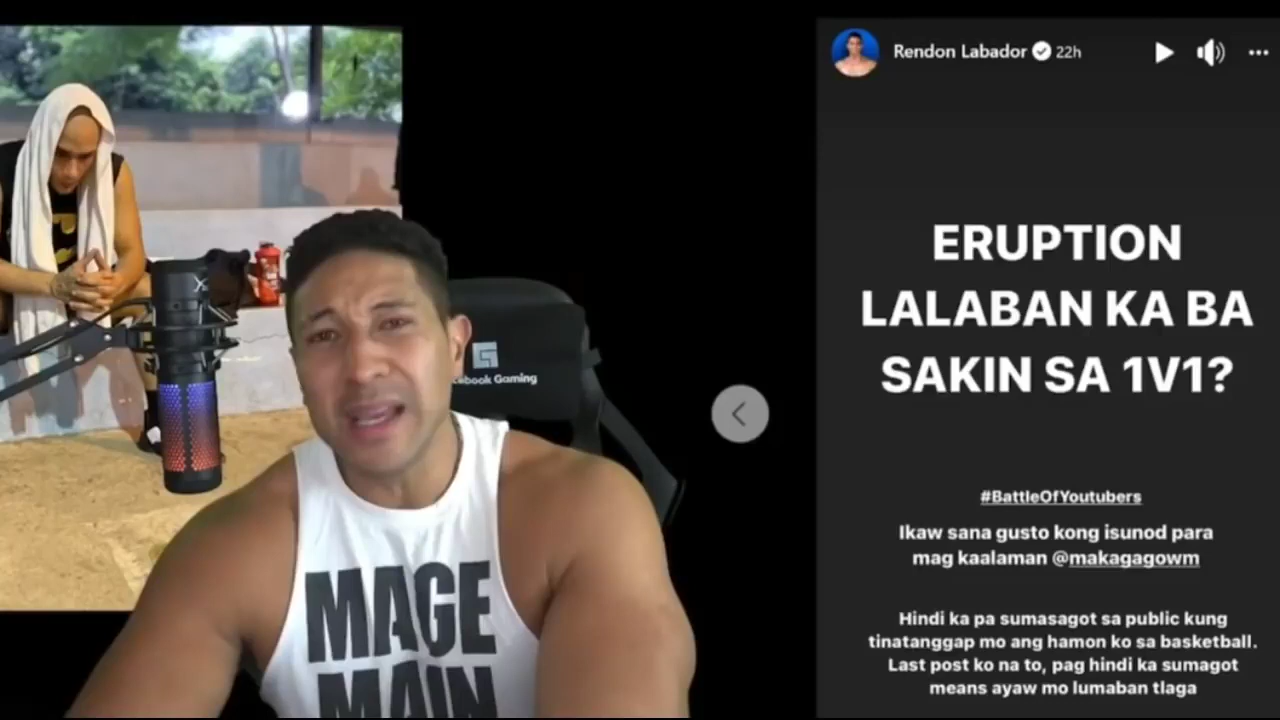 Rendon Labador 22h
ERUPTION
LALABAN KA BA
SAKIN SA 1V1?
#BattleOfYoutubers
Ikaw sana gusto kong isunod para
mag kaalaman @makagagowm
Hindi ka pa sumasagot sa public kung
tinatanggap mo ang hamon ko sa basketball.
Last post ko na to, pag hindi ka sumagot
means ayaw mo lumaban tlaga
cebook Gaming
MAGE
MAIN